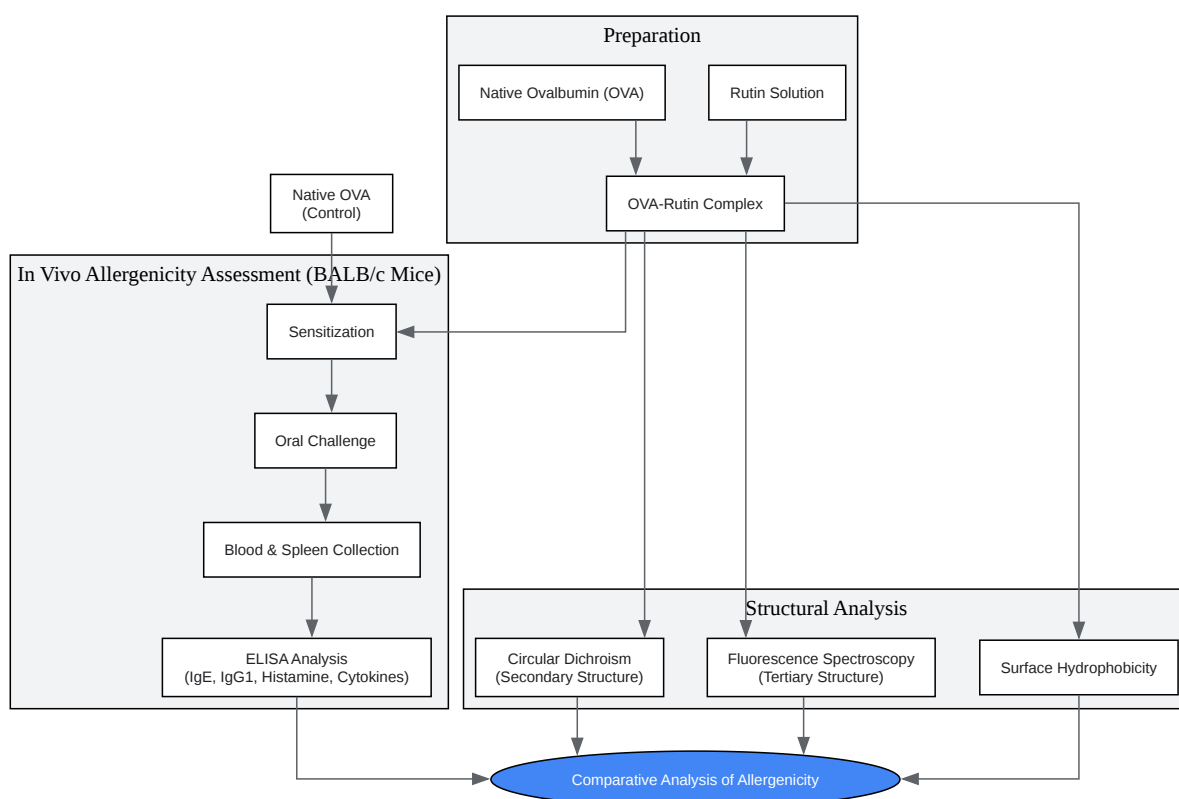 Preparation
Native Ovalbumin (OVA)
Rutin Solution
OVA-Rutin Complex
Native OVA
(Control)
In Vivo Allergenicity Assessment (BALB/c Mice)
Sensitization
Oral Challenge
Blood & Spleen Collection
ELISA Analysis
(IgE, IgG1, Histamine, Cytokines)
Structural Analysis
Circular Dichroism
(Secondary Structure)
Fluorescence Spectroscopy
(Tertiary Structure)
Surface Hydrophobicity
Comparative Analysis of Allergenicity